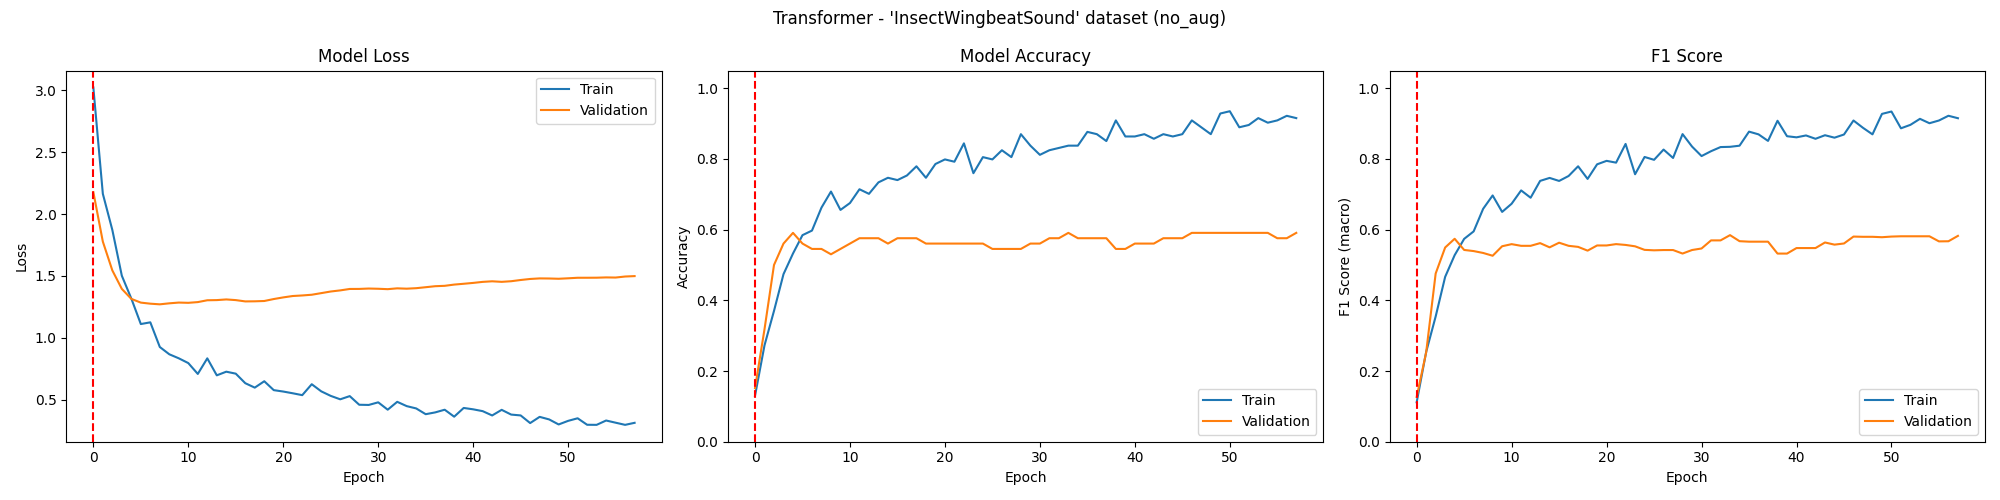 Transformer - 'InsectWingbeatSound' dataset (no_aug)
Model Loss
Loss
3.0
2.5
2.0
1.5
1.0
0.5
0
10
20
30
40
50
Epoch
Train
Validation
Model Accuracy
Accuracy
1.0
0.8
0.6
0.4
0.2
0.0
0
10
20
30
40
50
Epoch
Train
Validation
F1 Score
F1 Score (macro)
1.0
0.8
0.6
0.4
0.2
0.0
0
10
20
30
40
50
Epoch
Train
Validation